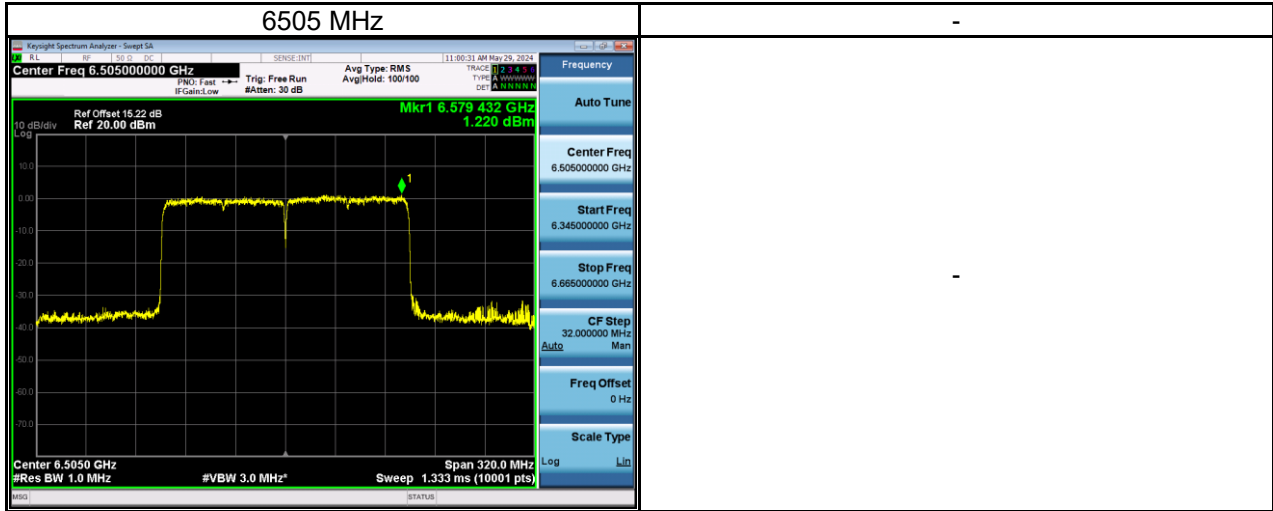 6505 MHz
-
Keysight Spectrum Analyzer - Swept SA
RL RF 50 Ω DC SENSE:INT 11:00:31 AM May 29, 2024
Center Freq 6.505000000 GHz
PNO: Fast
IFGain:Low
Trig: Free Run
#Atten: 30 dB
Avg Type: RMS
Avg|Hold: 100/100
TRACE 1 2 3 4 5 6
TYPE A WWWWW
DET A N N N N N
Mkr1 6.579 432 GHz
1.220 dBm
Ref Offset 15.22 dB
10 dB/div Ref 20.00 dBm
Log
10.0
0.00
-10.0
-20.0
-30.0
-40.0
-50.0
-60.0
-70.0
1
Center 6.5050 GHz Span 320.0 MHz
#Res BW 1.0 MHz #VBW 3.0 MHz* Sweep 1.333 ms (10001 pts)
MSG STATUS
Frequency
Auto Tune
Center Freq
6.505000000 GHz
Start Freq
6.345000000 GHz
Stop Freq
6.665000000 GHz
CF Step
32.000000 MHz
Auto Man
Freq Offset
0 Hz
Scale Type
Log Lin
-